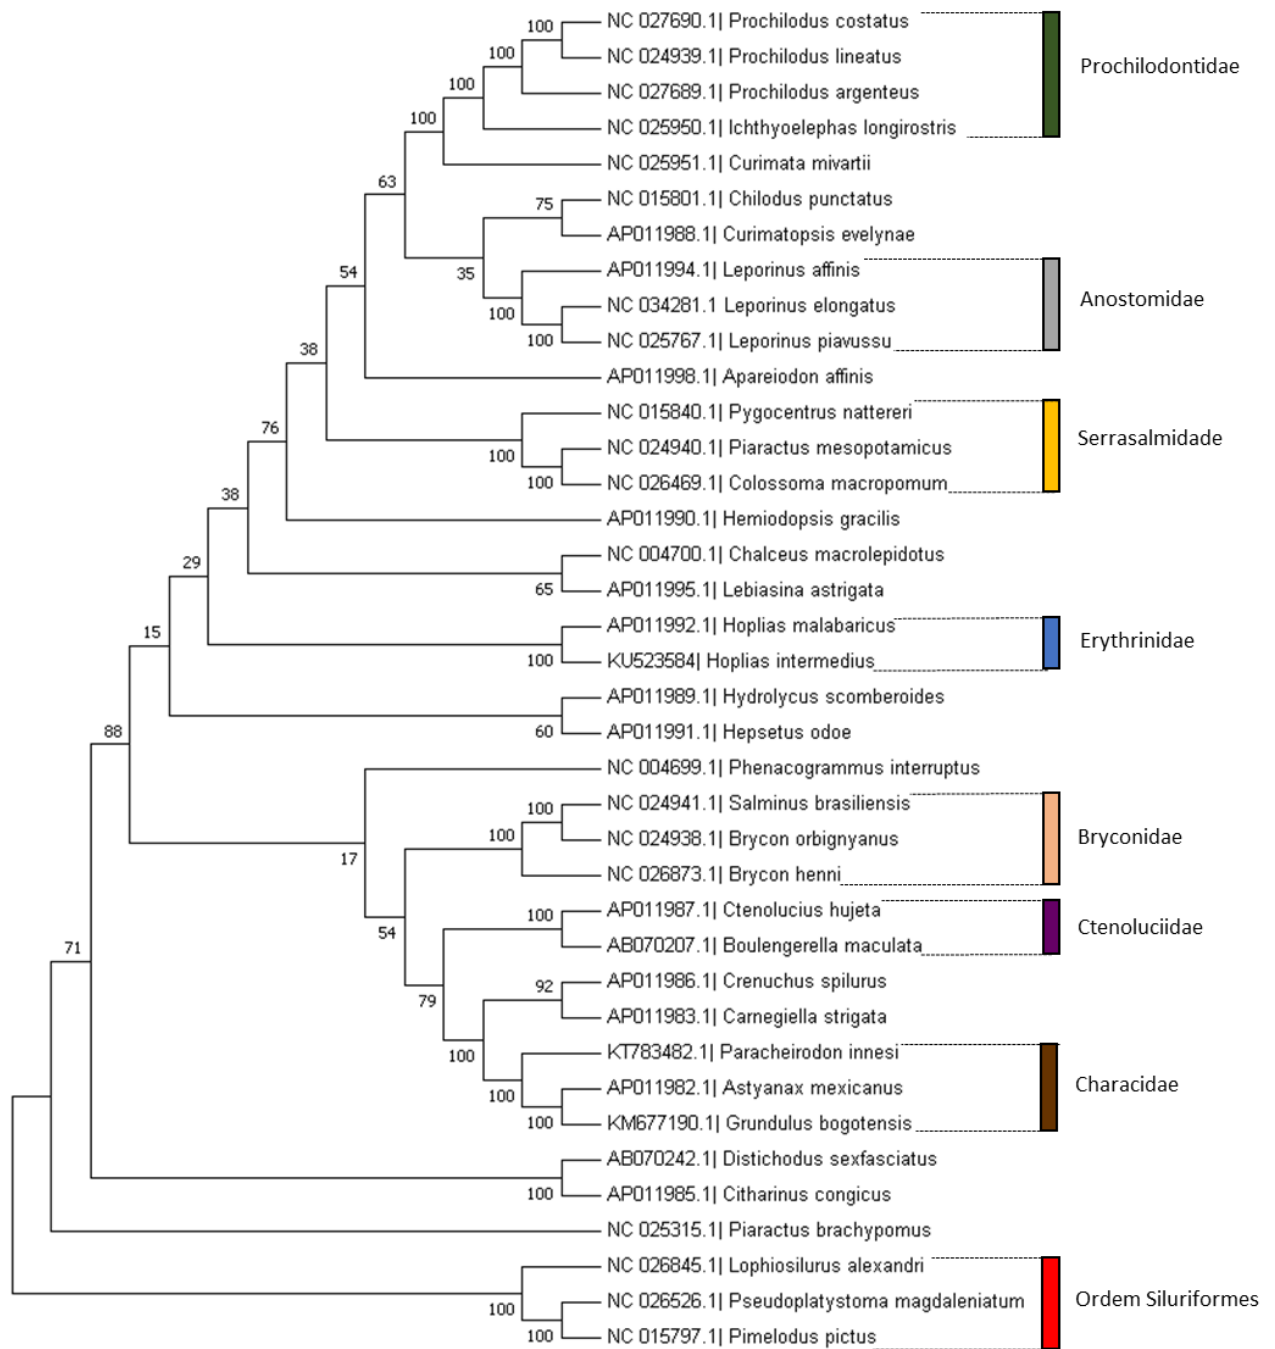 NC 027690.1| Prochilodus costatus
NC 024939.1| Prochilodus lineatus
NC 027689.1| Prochilodus argenteus
NC 025950.1| Ichthyoelephas longirostris
Prochilodontidae
NC 025951.1| Curimata mivartii
NC 015801.1| Chilodus punctatus
AP011988.1| Curimatopsis evelynae
AP011994.1| Leporinus affinis
NC 034281.1 Leporinus elongatus
NC 025767.1| Leporinus piavussu
Anostomidae
AP011998.1| Apareiodon affinis
NC 015840.1| Pygocentrus nattereri
NC 024940.1| Piaractus mesopotamicus
NC 026469.1| Colossoma macropomum
Serrasalmidade
AP011990.1| Hemiodopsis gracilis
NC 004700.1| Chalceus macrolepidotus
AP011995.1| Lebiasina astrigata
AP011992.1| Hoplias malabaricus
KU523584| Hoplias intermedius
Erythrinidae
AP011989.1| Hydrolycus scomberoides
AP011991.1| Hepsetus odoe
NC 004699.1| Phenacogrammus interruptus
NC 024941.1| Salminus brasiliensis
NC 024938.1| Brycon orbignyanus
NC 026873.1| Brycon henni
Bryconidae
AP011987.1| Ctenolucius hujeta
AB070207.1| Boulengerella maculata
Ctenoluciidae
AP011986.1| Crenuchus spilurus
AP011983.1| Carnegiella strigata
KT783482.1| Paracheirodon innesi
AP011982.1| Astyanax mexicanus
KM677190.1| Grundulus bogotensis
Characidae
AB070242.1| Distichodus sexfasciatus
AP011985.1| Citharinus congicus
NC 025315.1| Piaractus brachypomus
NC 026845.1| Lophiosilurus alexandri
NC 026526.1| Pseudoplatystoma magdaleniatum
NC 015797.1| Pimelodus pictus
Ordem Siluriformes
100
100
100
100
63
75
35
100
100
54
38
100
100
76
38
65
29
100
15
60
88
100
100
17
100
54
92
79
100
100
100
71
100
100
100